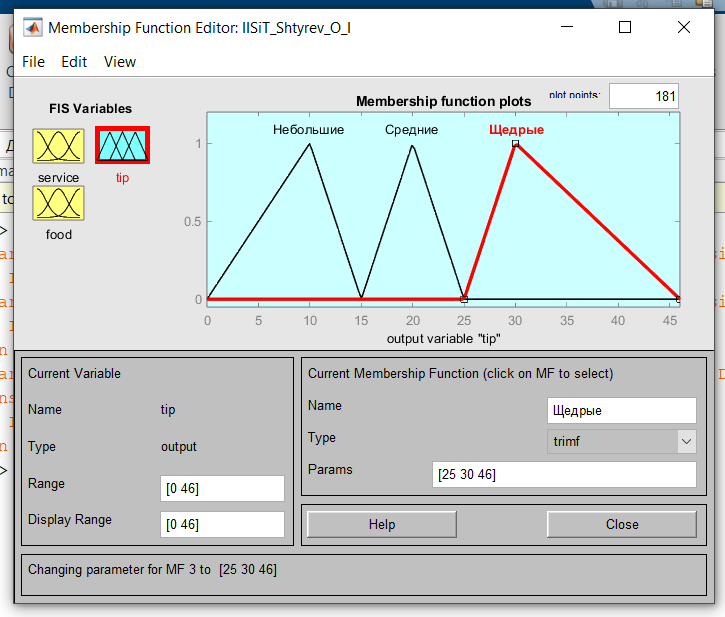 Membership Function Editor: IISiT_Shtyrev_O_I
File Edit View
FIS Variables
service
tip
food
Membership function plots
plot points:
181
Небольшие Средние Щедрые
1
0.5
0
0 5 10 15 20 25 30 35 40 45
output variable "tip"
Current Variable
Name tip
Type output
Range [0 46]
Display Range [0 46]
Current Membership Function (click on MF to select)
Name Щедрые
Type trimf
Params [25 30 46]
Help Close
Changing parameter for MF 3 to [25 30 46]